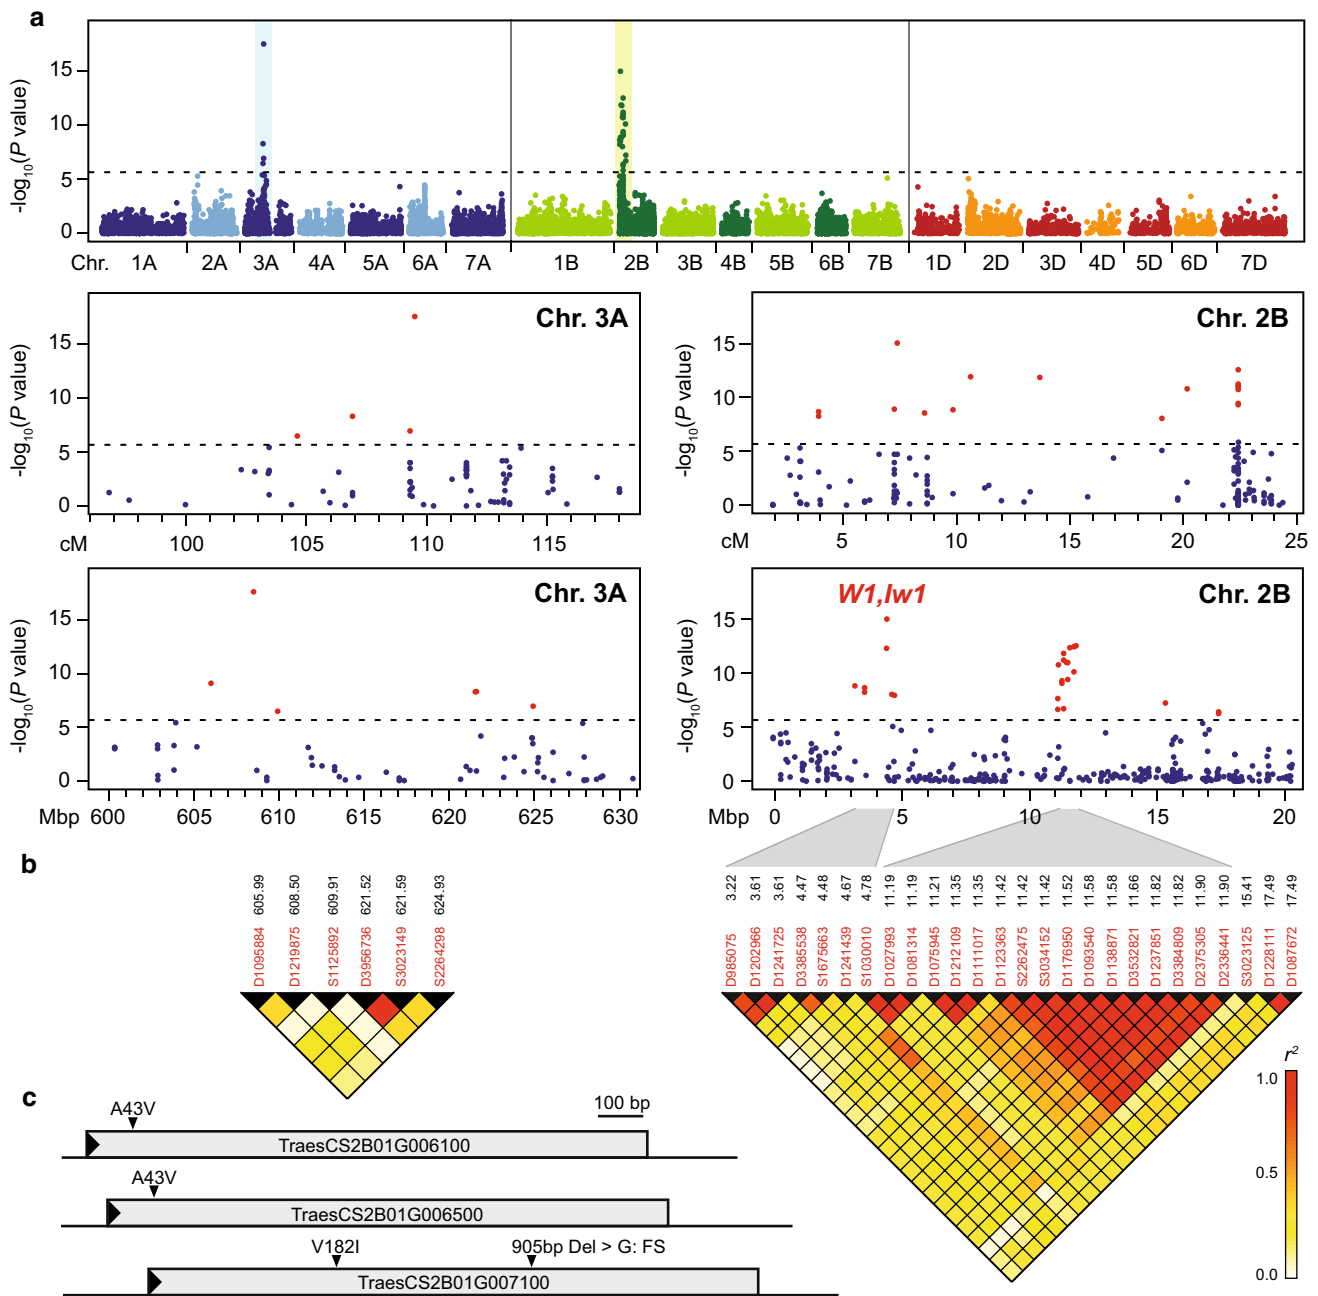 a
-log10(P value)
15
10
5
0
Chr. 1A 2A 3A 4A 5A 6A 7A 1B 2B 3B 4B 5B 6B 7B 1D 2D 3D 4D 5D 6D 7D
Chr. 3A
-log10(P value)
15
10
5
0
cM 100 105 110 115
Chr. 2B
-log10(P value)
15
10
5
0
cM 5 10 15 20 25
Chr. 3A
-log10(P value)
15
10
5
0
Mbp 600 605 610 615 620 625 630
W1,Iw1 Chr. 2B
-log10(P value)
15
10
5
0
Mbp 0 5 10 15 20
b
605.99 608.50 609.91 621.52 621.59 624.93
D1095884 D1219875 S1125892 D3956736 S3023149 S2264298
3.22 3.61 3.61 4.47 4.48 4.67 4.78 11.19 11.19 11.21 11.35 11.35 11.42 11.42 11.42 11.52 11.58 11.58 11.66 11.82 11.82 11.90 11.90 15.41 17.49 17.49
D985075 D1202966 D1241725 D3385538 S1675663 D1241439 S1030010 D1027993 D1081314 D1075945 D1212109 D1111017 D1123363 S2262475 S3034152 D1176950 D1093540 D1138871 D3532821 D1237851 D3384809 D2375305 D2336441 S3023125 D1228111 D1087672
r2
1.0
0.5
0.0
c
100 bp
A43V
TraesCS2B01G006100
A43V
TraesCS2B01G006500
V182I 905bp Del > G: FS
TraesCS2B01G007100